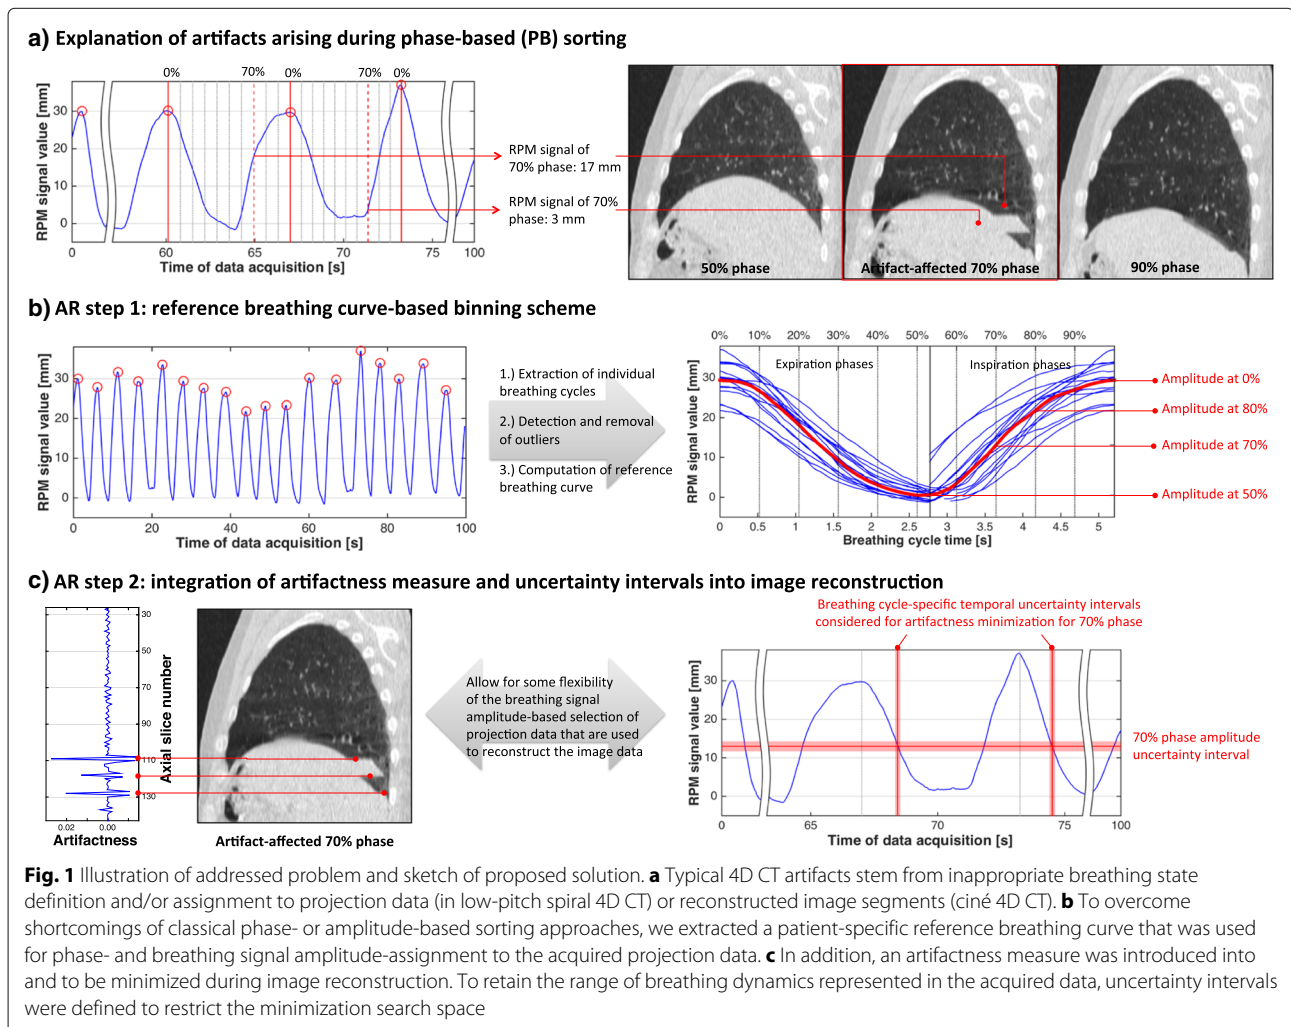 a) Explanation of artifacts arising during phase-based (PB) sorting
0% 70% 0% 70% 0%
RPM signal value [mm]
30
20
10
0
0 60 65 70 75 100
Time of data acquisition [s]
RPM signal of
70% phase: 17 mm
RPM signal of 70%
phase: 3 mm
50% phase
Artifact-affected 70% phase
90% phase
b) AR step 1: reference breathing curve-based binning scheme
RPM signal value [mm]
30
20
10
0
0 20 40 60 80 100
Time of data acquisition [s]
1.) Extraction of individual
breathing cycles
2.) Detection and removal
of outliers
3.) Computation of reference
breathing curve
0% 10% 20% 30% 40% 50% 60% 70% 80% 90%
Expiration phases
Inspiration phases
RPM signal value [mm]
30
20
10
0
0 0.5 1 1.5 2 2.5 3 3.5 4 4.5 5
Breathing cycle time [s]
Amplitude at 0%
Amplitude at 80%
Amplitude at 70%
Amplitude at 50%
c) AR step 2: integration of artifactness measure and uncertainty intervals into image reconstruction
30
50
70
90
110
130
Axial slice number
0.02 0.00
Artifactness
Artifact-affected 70% phase
Allow for some flexibility
of the breathing signal
amplitude-based selection of
projection data that are used
to reconstruct the image data
Breathing cycle-specific temporal uncertainty intervals
considered for artifactness minimization for 70% phase
RPM signal value [mm]
30
20
10
0
0 65 70 75 100
Time of data acquisition [s]
70% phase amplitude
uncertainty interval
Fig. 1 Illustration of addressed problem and sketch of proposed solution. a Typical 4D CT artifacts stem from inappropriate breathing state
definition and/or assignment to projection data (in low-pitch spiral 4D CT) or reconstructed image segments (ciné 4D CT). b To overcome
shortcomings of classical phase- or amplitude-based sorting approaches, we extracted a patient-specific reference breathing curve that was used
for phase- and breathing signal amplitude-assignment to the acquired projection data. c In addition, an artifactness measure was introduced into
and to be minimized during image reconstruction. To retain the range of breathing dynamics represented in the acquired data, uncertainty intervals
were defined to restrict the minimization search space